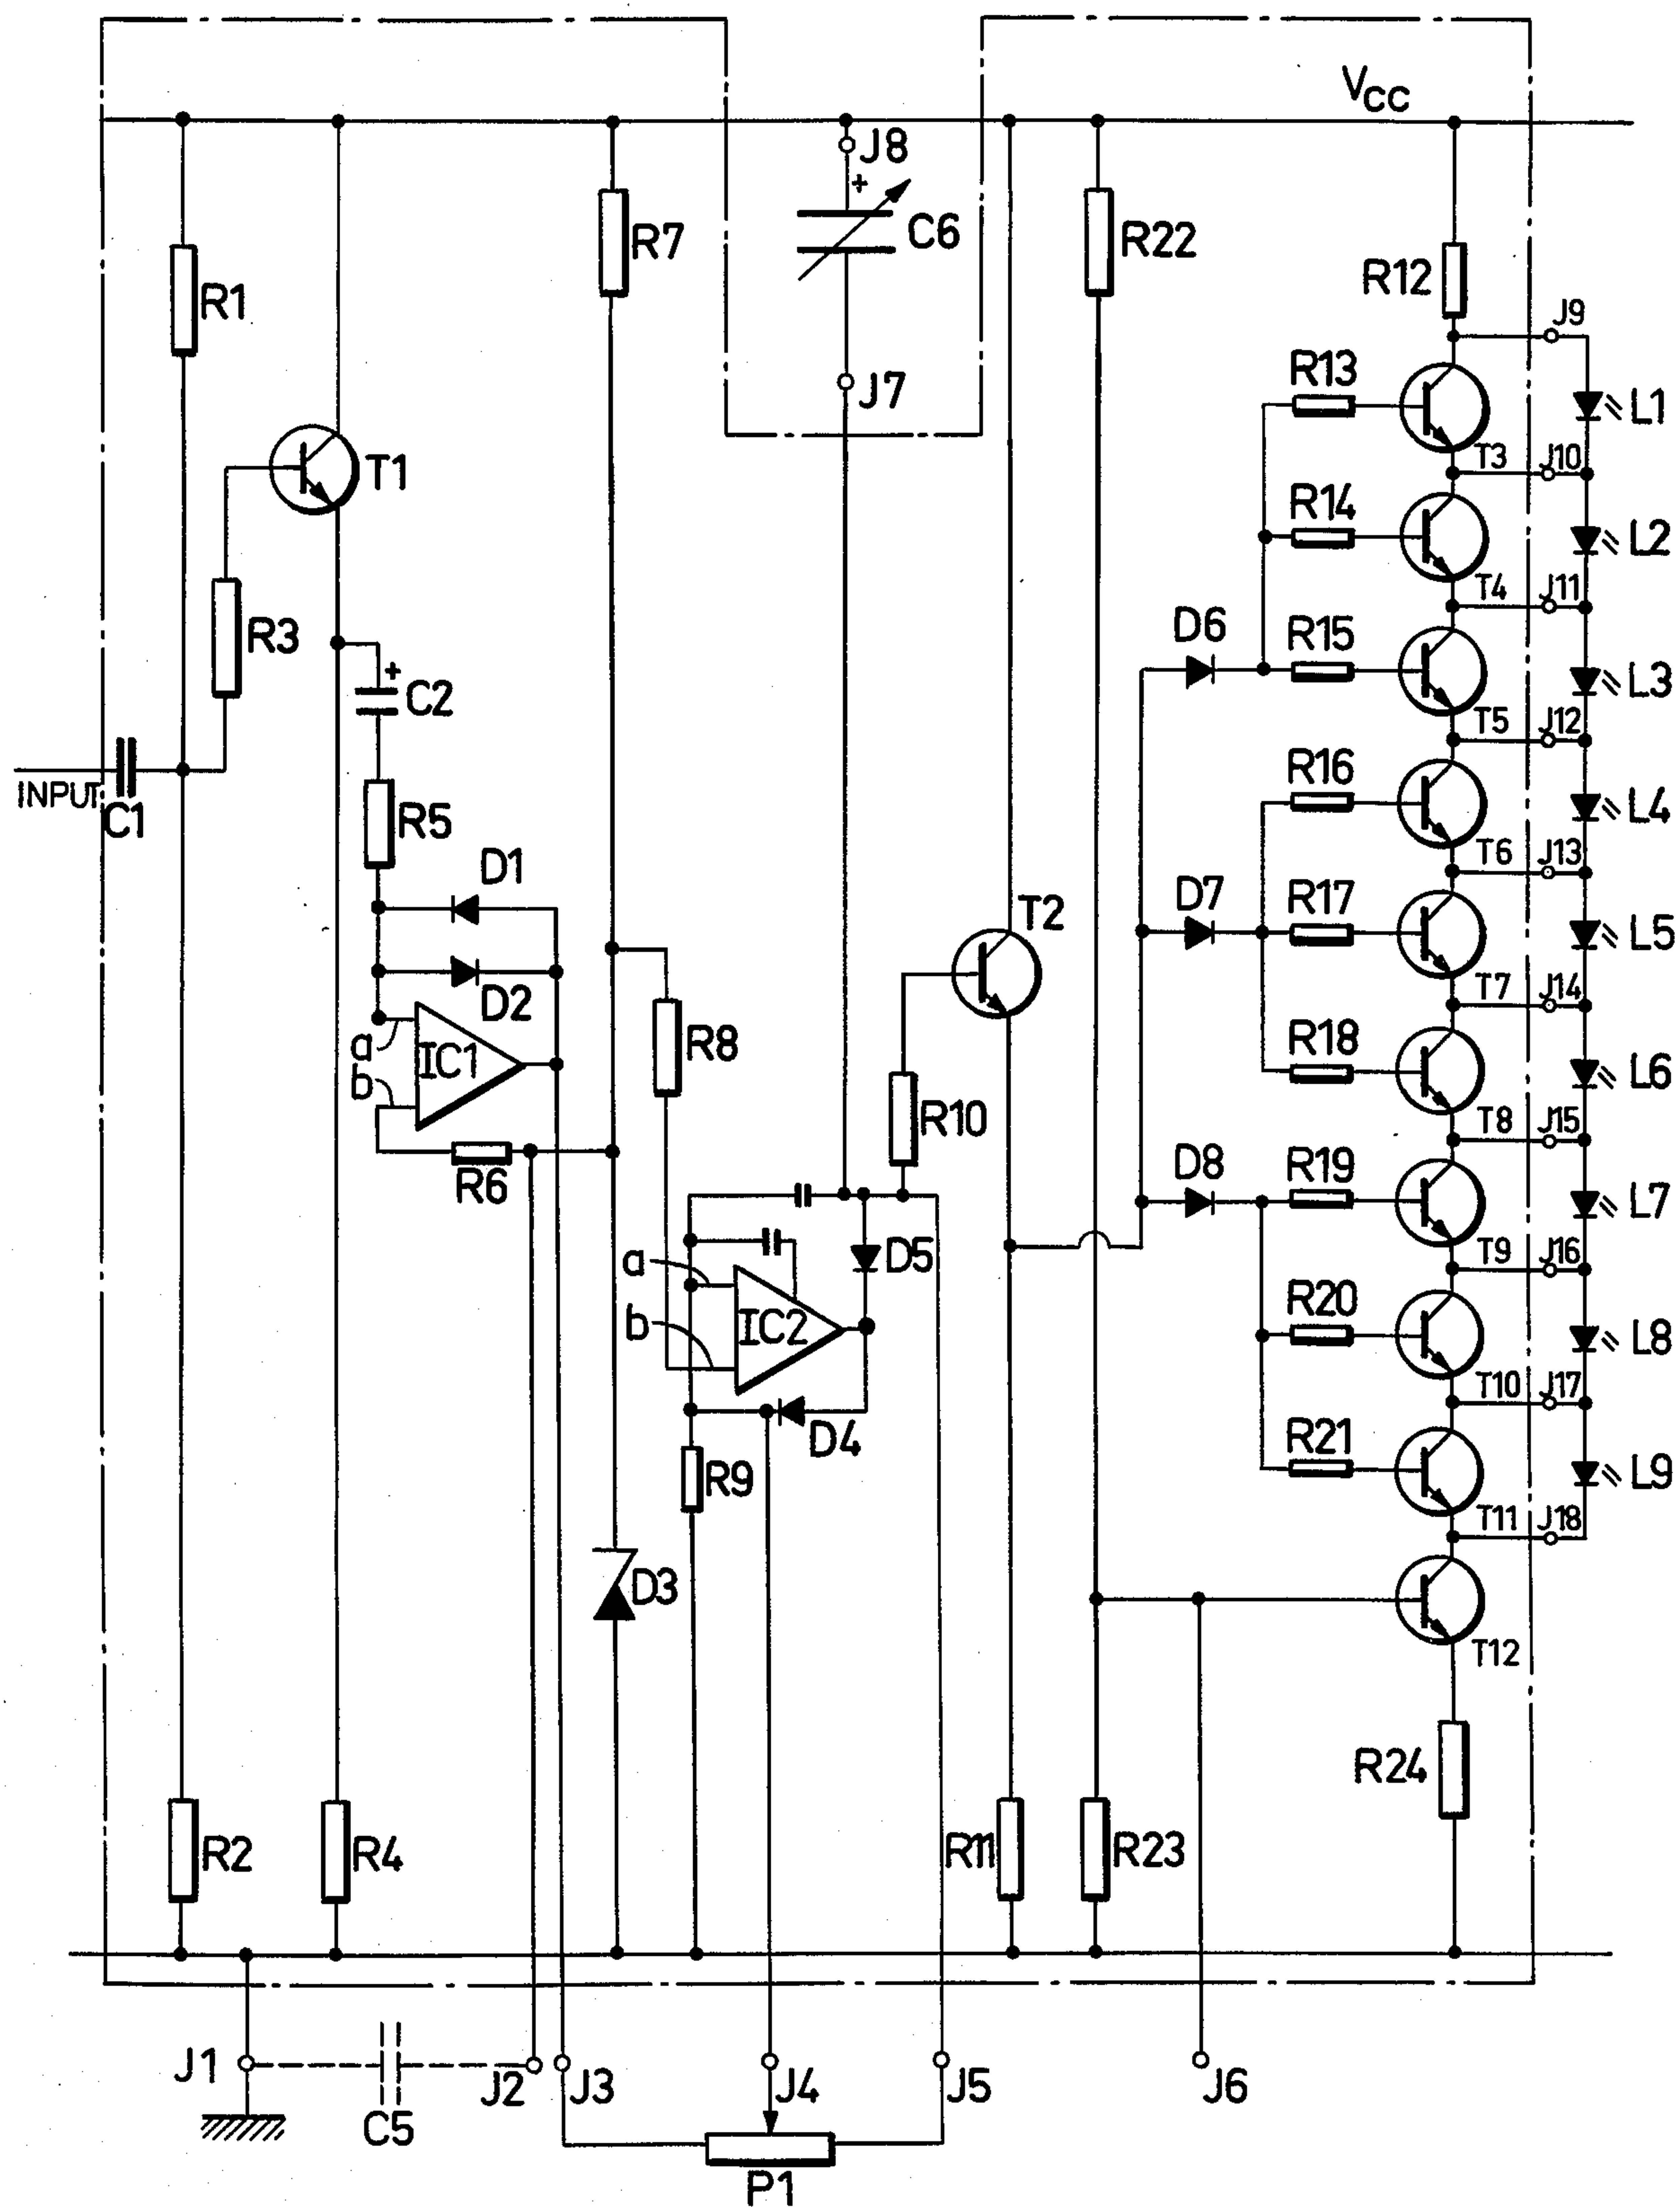 VCC
J8
+
C6
R7
R22
R12
R1
J9
J7
R13
L1
T1
T3
J10
R14
L2
T4
J11
R3
D6
R15
L3
+
C2
T5
J12
R16
INPUT
C1
R5
L4
T6
J13
D1
D7
R17
T2
L5
D2
T7
J14
a
IC1
R8
R18
L6
b
R10
T8
J15
R6
D8
R19
L7
D5
a
T9
J16
b
IC2
R20
L8
T10
J17
D4
R21
R9
L9
T11
J18
D3
T12
R24
R2
R4
R11
R23
J1
J2
J3
J4
J5
J6
C5
P1